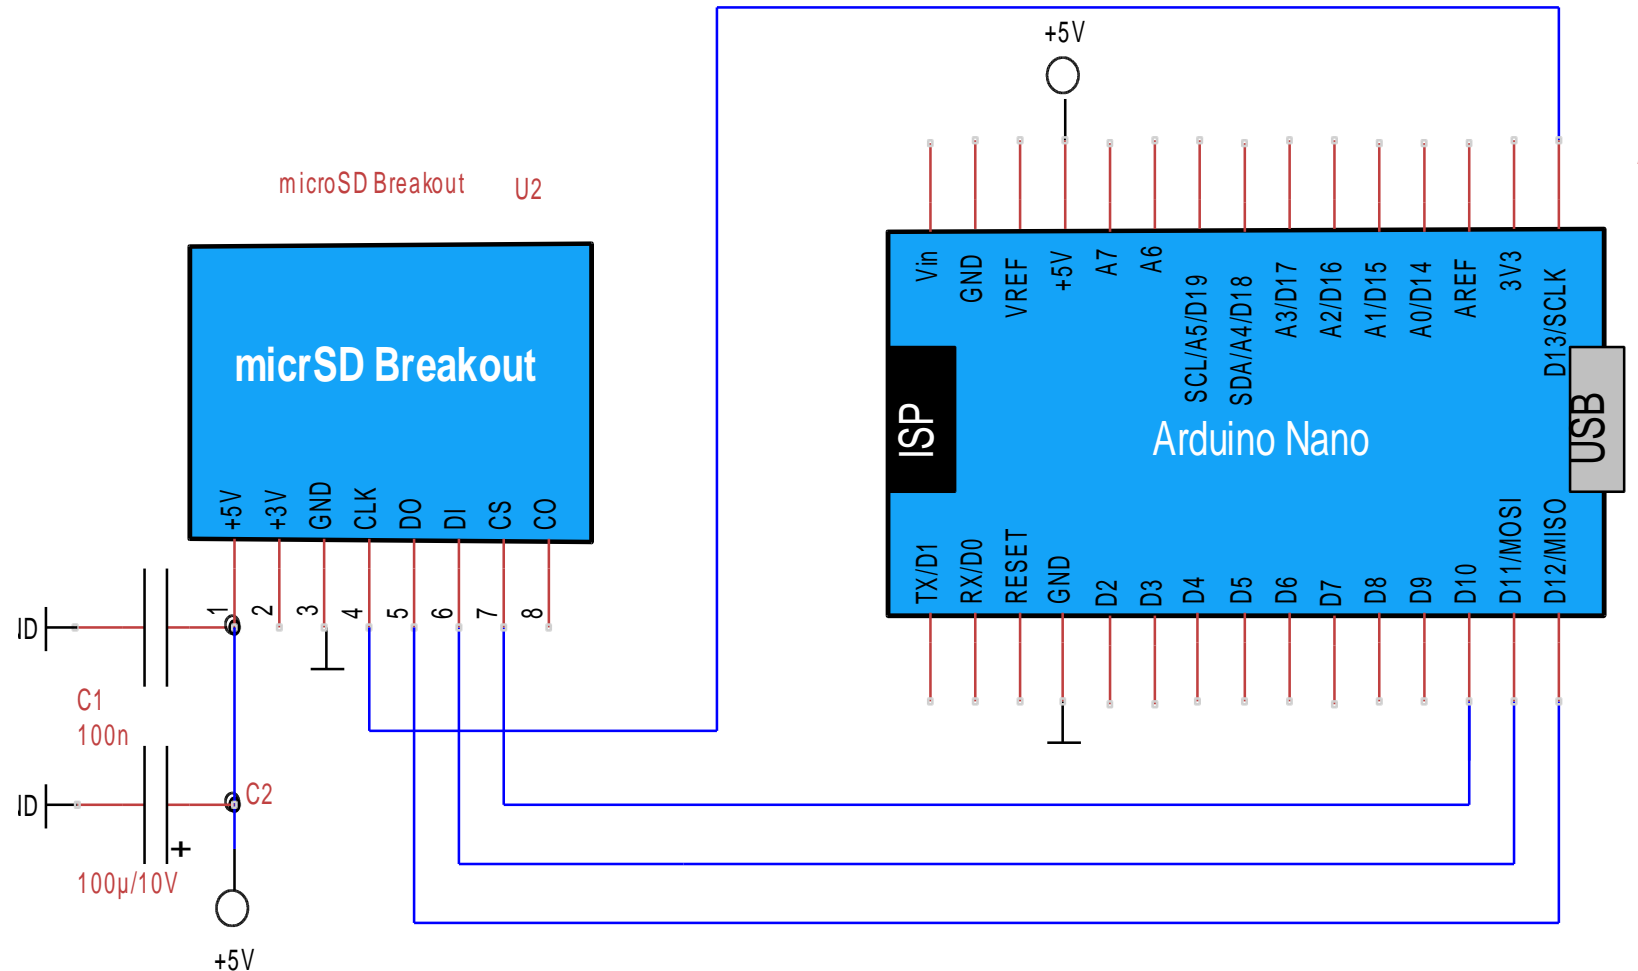 +5V
microSD Breakout
U2
Vin
GND
VREF
+5V
A7
A6
SCL/A5/D19
SDA/A4/D18
A3/D17
A2/D16
A1/D15
A0/D14
AREF
3V3
D13/SCLK
micrSD Breakout
ISP
Arduino Nano
USB
+5V
+3V
GND
CLK
DO
DI
CS
CO
TX/D1
RX/D0
RESET
GND
D2
D3
D4
D5
D6
D7
D8
D9
D10
D11/MOSI
D12/MISO
1
2
3
4
5
6
7
8
ND
C1
100n
ND
C2
+
100µ/10V
+5V